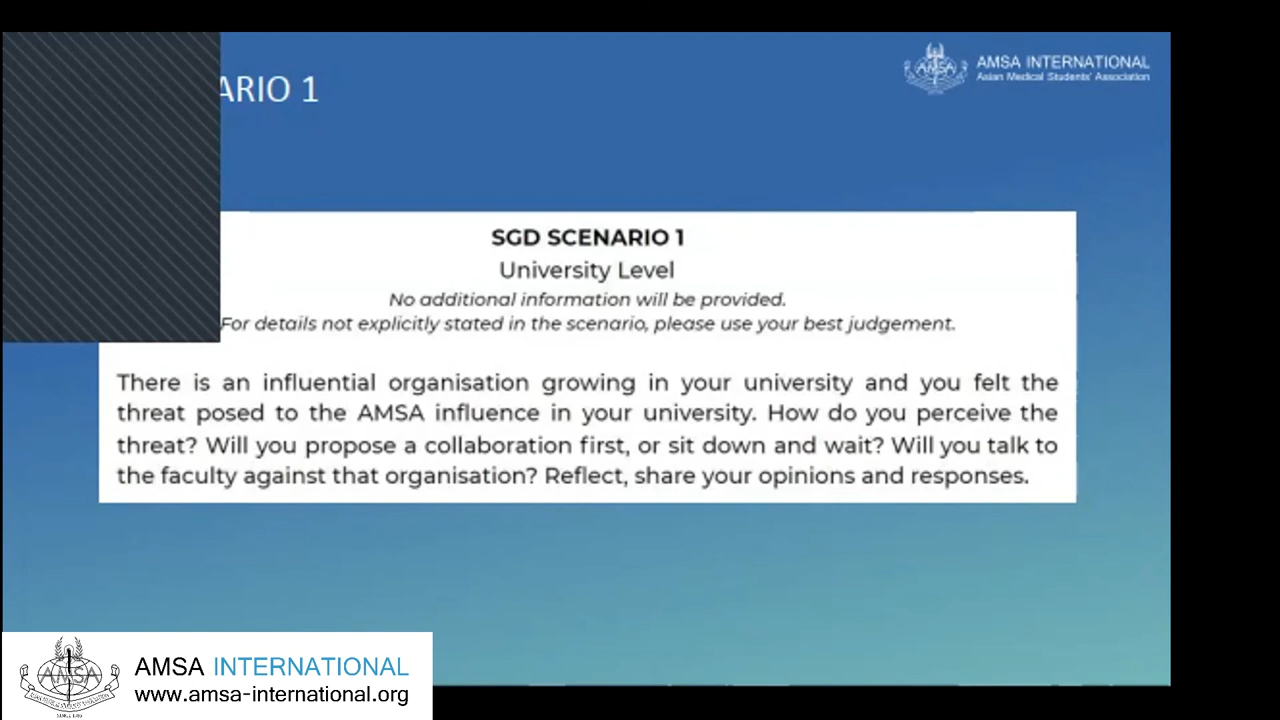 ARIO 1
AMSA
AMSA INTERNATIONAL
Asian Medical Students' Association
SGD SCENARIO 1
University Level
No additional information will be provided.
For details not explicitly stated in the scenario, please use your best judgement.
There is an influential organisation growing in your university and you felt the
threat posed to the AMSA influence in your university. How do you perceive the
threat? Will you propose a collaboration first, or sit down and wait? Will you talk to
the faculty against that organisation? Reflect, share your opinions and responses.
AMSA
AMSA INTERNATIONAL
www.amsa-international.org